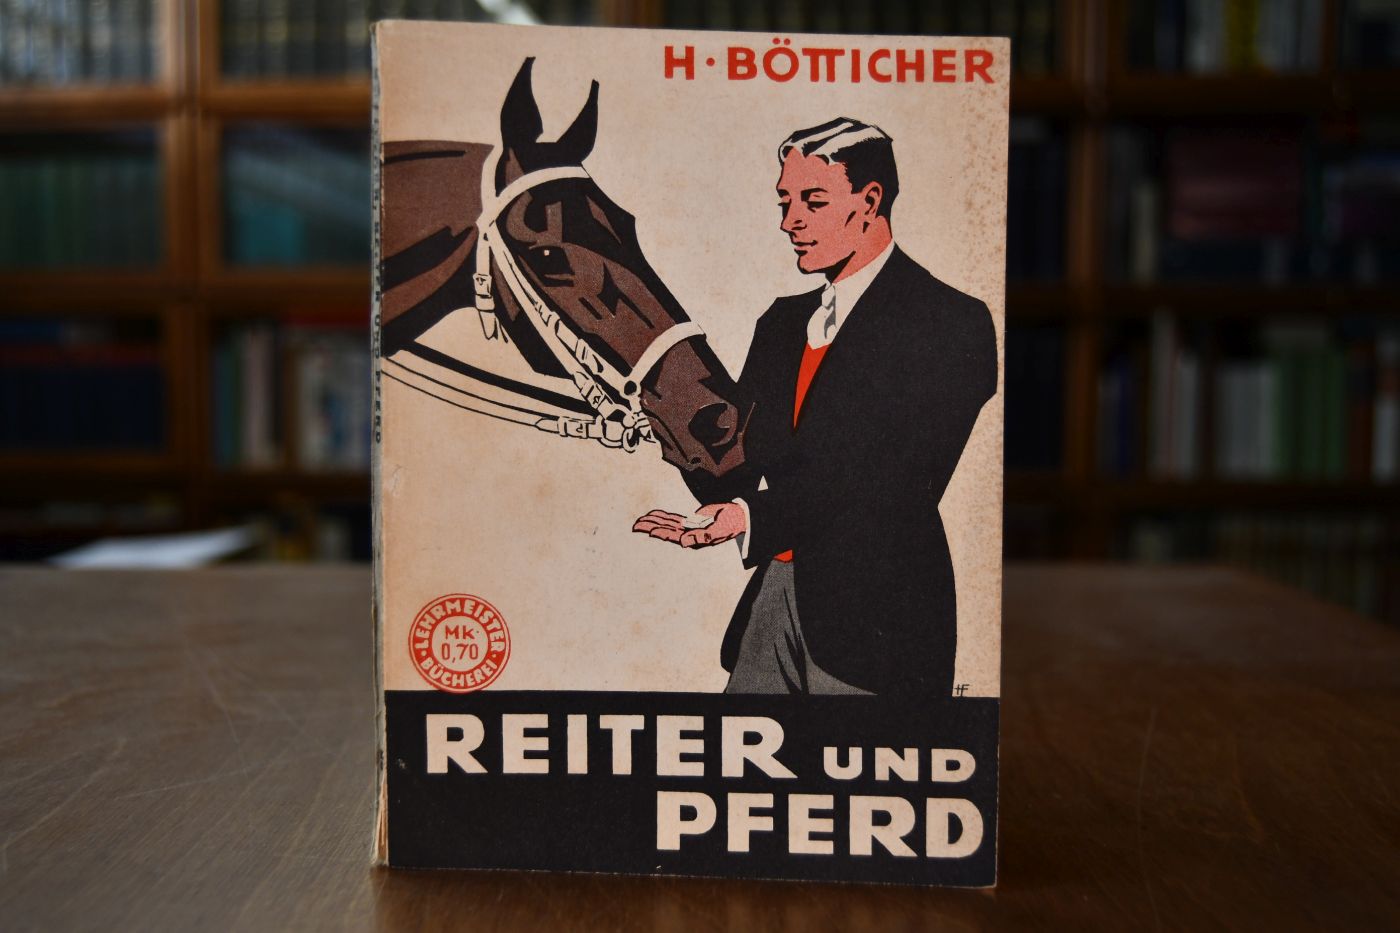 H·BÖTTICHER
LEHRMEISTER
MK.
0,70
BÜCHEREI
REITER UND
PFERD
HF